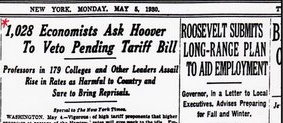 NEW YORK, MONDAY, MAY 5, 1930.
*1,028 Economists Ask Hoover
To Veto Pending Tariff Bill
Professors in 179 Colleges and Other Leaders Assail
Rise in Rates as Harmful to Country and
Sure to Bring Reprisals.
Special to The New York Times.
WASHINGTON, May 4.—Vigorous of high tariff proponents that higher
ROOSEVELT SUBMITS
LONG-RANGE PLAN
TO AID EMPLOYMENT
Governor, in a Letter to Local
Executives, Advises Preparing
for Fall and Winter.